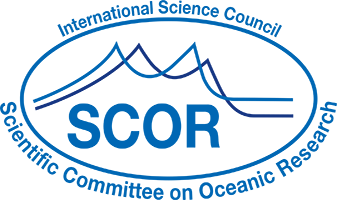 International Science Council
SCOR
Scientific Committee on Oceanic Research